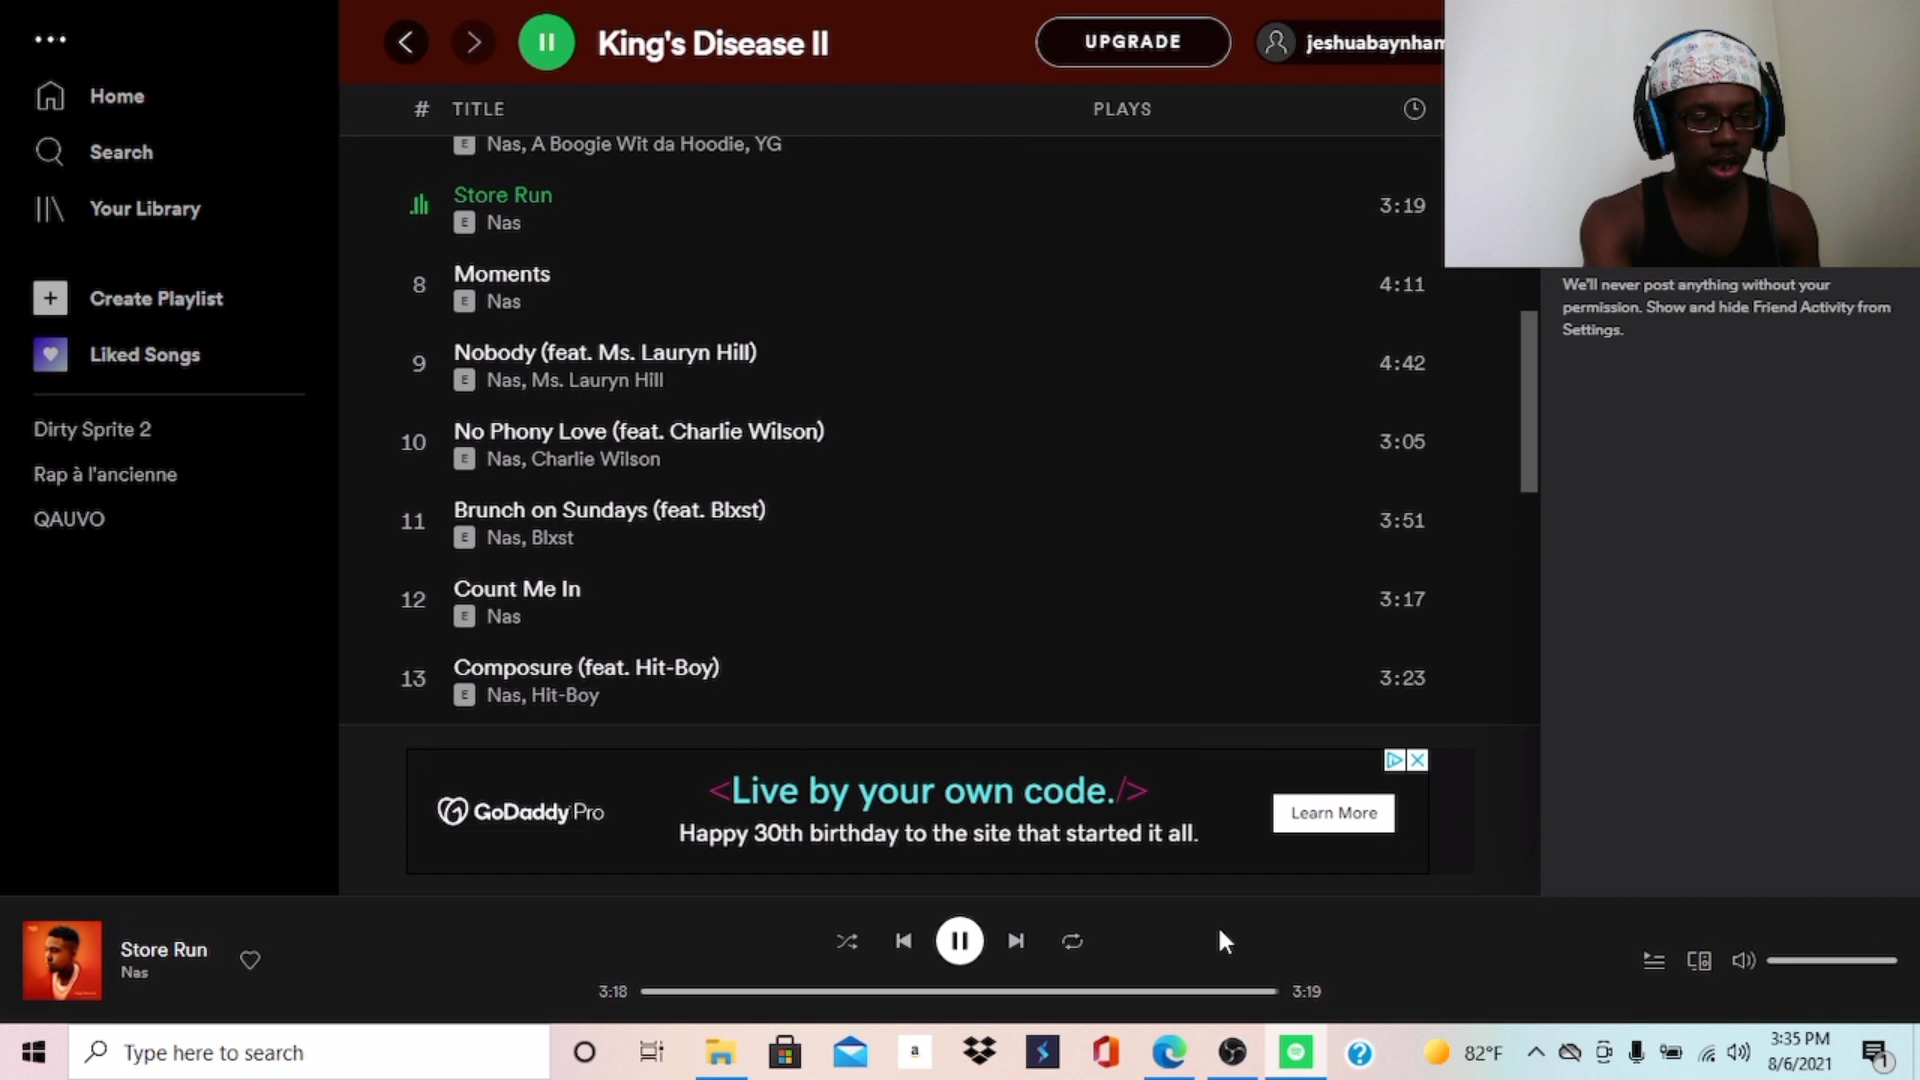 King's Disease II
UPGRADE
jeshuabaynham
Home
Search
Your Library
Create Playlist
Liked Songs
Dirty Sprite 2
Rap à l'ancienne
QAUVO
# TITLE PLAYS
E Nas, A Boogie Wit da Hoodie, YG
Store Run 3:19
E Nas
8 Moments 4:11
E Nas
9 Nobody (feat. Ms. Lauryn Hill) 4:42
E Nas, Ms. Lauryn Hill
10 No Phony Love (feat. Charlie Wilson) 3:05
E Nas, Charlie Wilson
11 Brunch on Sundays (feat. Blxst) 3:51
E Nas, Blxst
12 Count Me In 3:17
E Nas
13 Composure (feat. Hit-Boy) 3:23
E Nas, Hit-Boy
We'll never post anything without your
permission. Show and hide Friend Activity from
Settings.
GoDaddy Pro
<Live by your own code./>
Happy 30th birthday to the site that started it all.
Learn More
Store Run
Nas
3:18
3:19
Type here to search
a
82°F
3:35 PM
8/6/2021
1